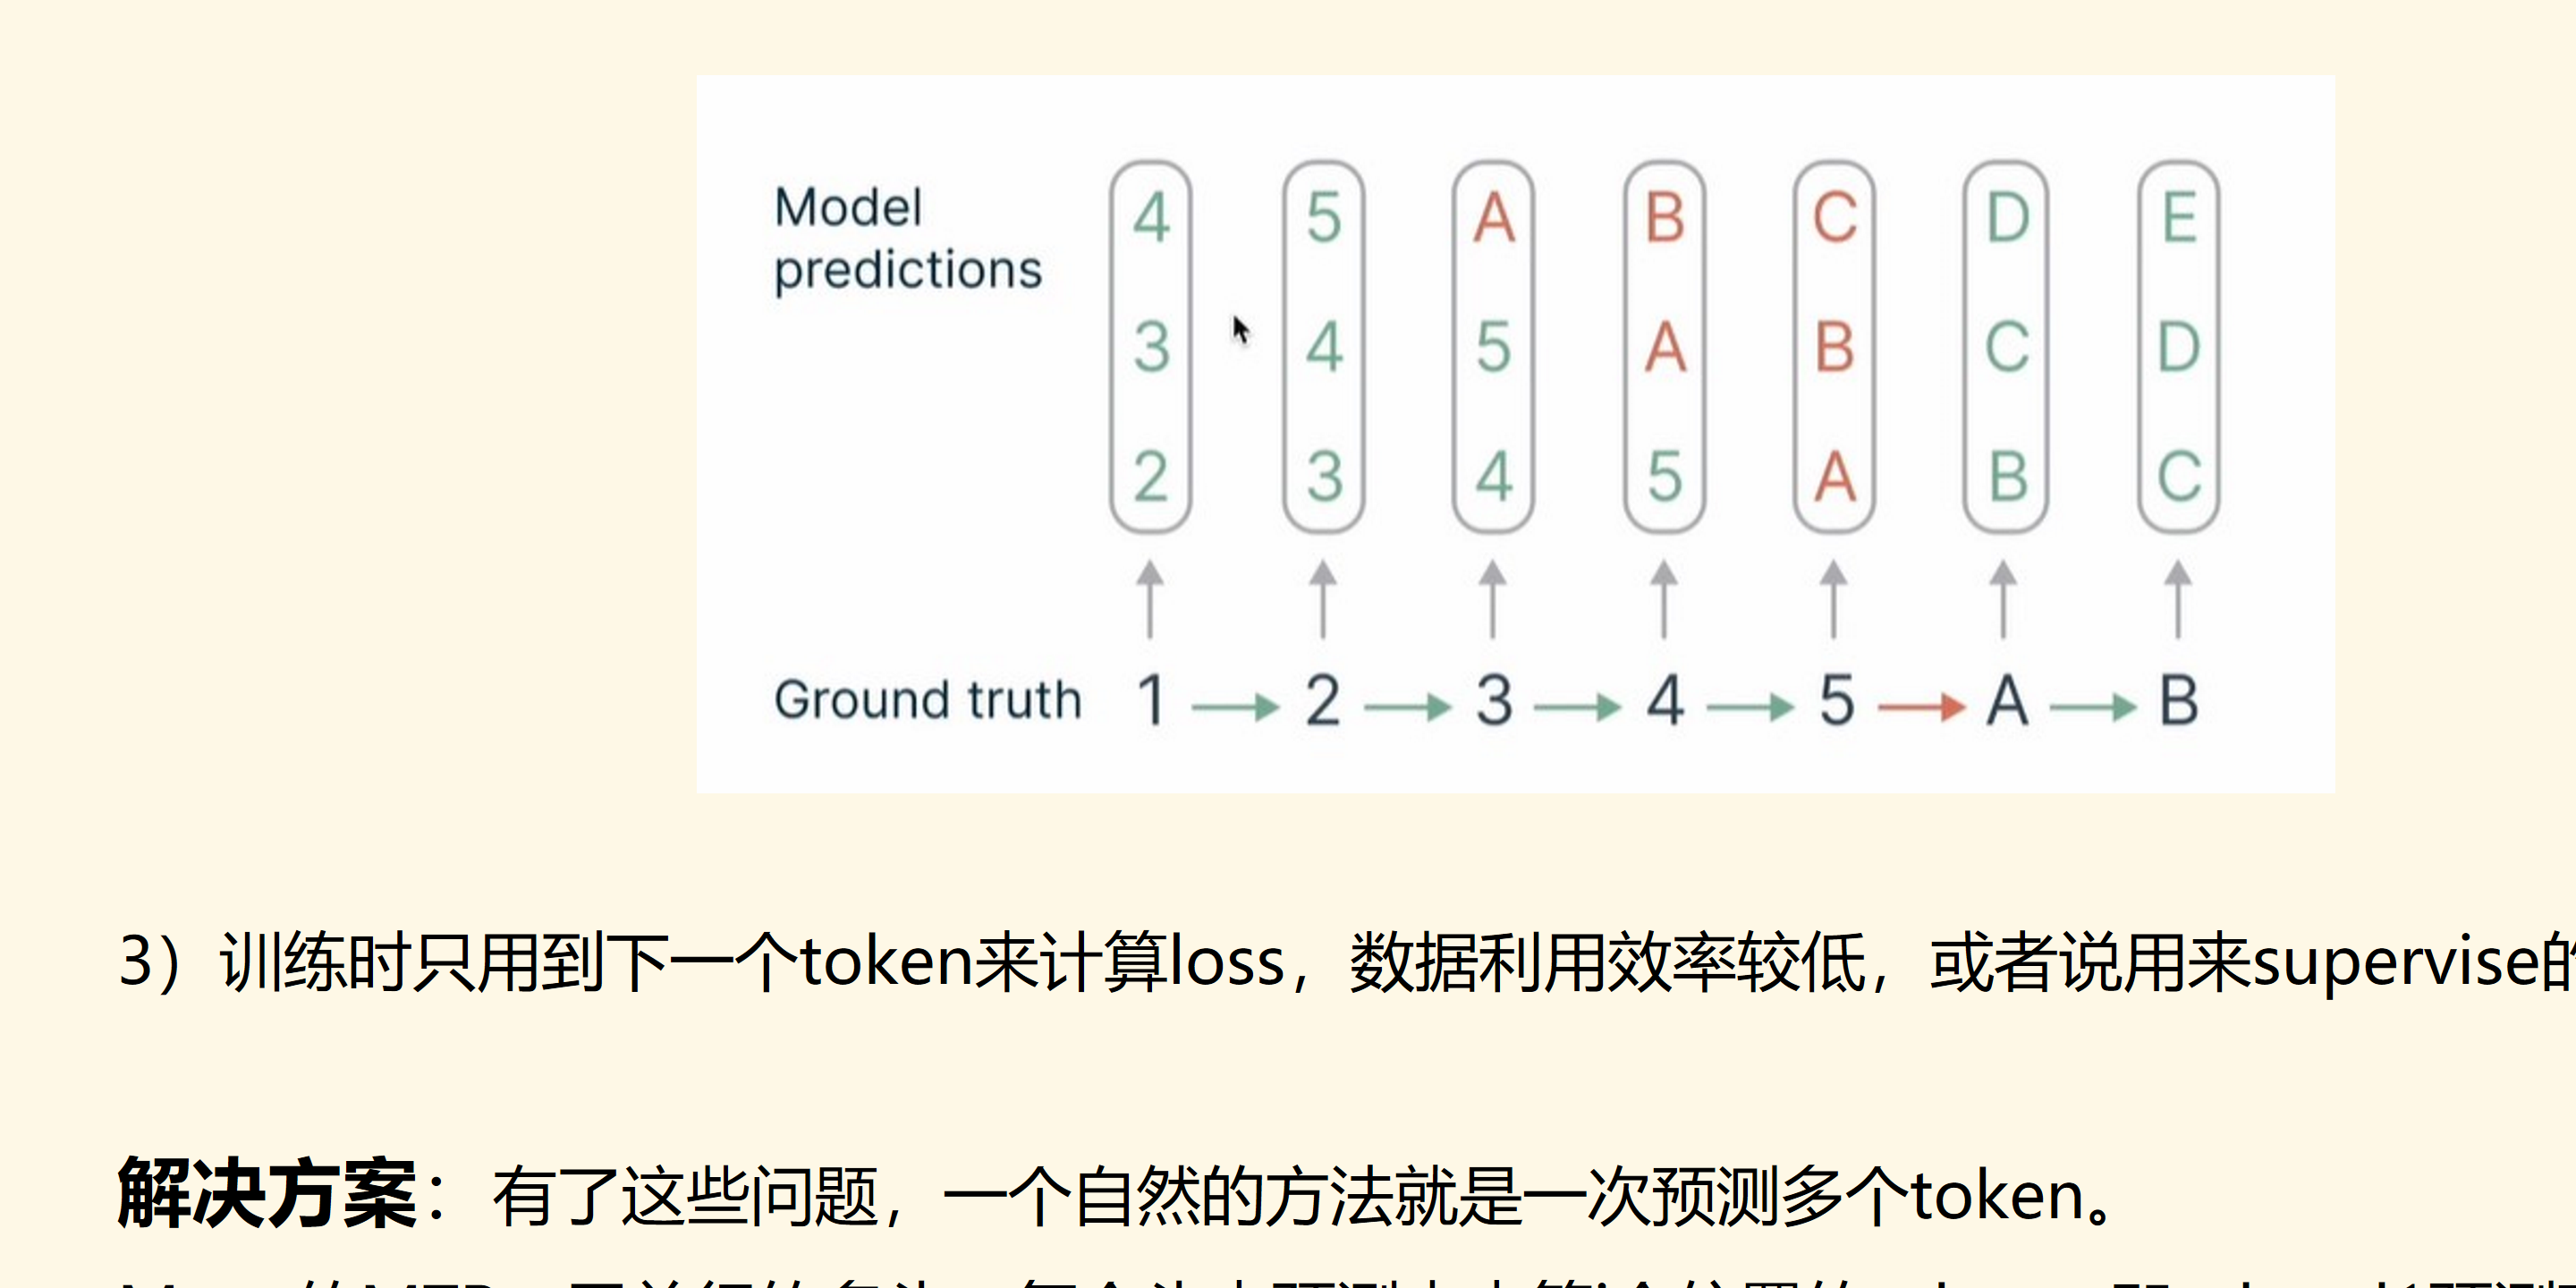 Model 4 5 A B C D E
predictions
3 4 5 A B C D
2 3 4 5 A B C
Ground truth 1 2 3 4 5 A B
3）训练时只用到下一个token来计算loss，数据利用效率较低，或者说用来supervise的
解决方案：有了这些问题，一个自然的方法就是一次预测多个token。